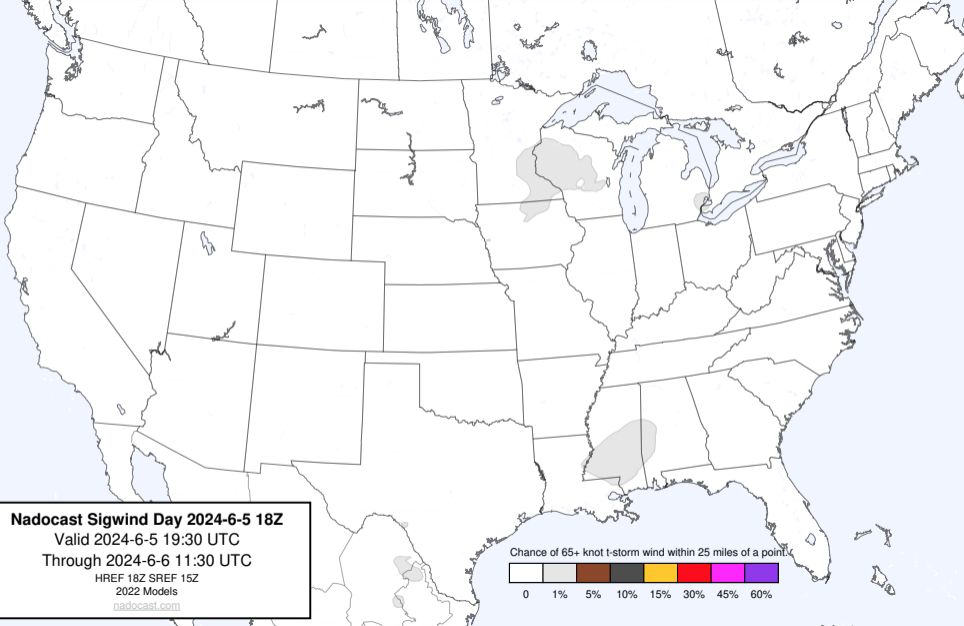 Nadocast Sigwind Day 2024-6-5 18Z
Valid 2024-6-5 19:30 UTC
Through 2024-6-6 11:30 UTC
HREF 18Z SREF 15Z
2022 Models
nadocast.com
Chance of 65+ knot t-storm wind within 25 miles of a point.
0 1% 5% 10% 15% 30% 45% 60%